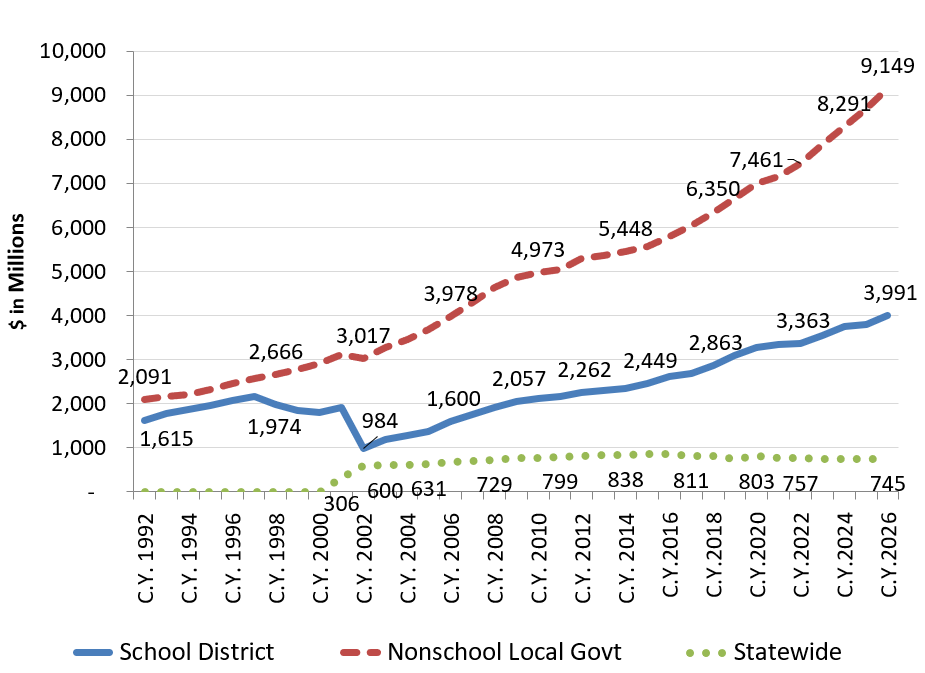 10,000
9,000
8,000
7,000
6,000
5,000
4,000
3,000
2,000
1,000
-
$ in Millions
2,091
2,666
3,017
3,978
4,973
5,448
6,350
7,461
8,291
9,149
1,615
1,974
984
1,600
2,057
2,262
2,449
2,863
3,363
3,991
306
600
631
729
799
838
811
803
757
745
C.Y. 1992
C.Y. 1994
C.Y. 1996
C.Y. 1998
C.Y. 2000
C.Y. 2002
C.Y. 2004
C.Y. 2006
C.Y. 2008
C.Y. 2010
C.Y. 2012
C.Y. 2014
C.Y.2016
C.Y.2018
C.Y.2020
C.Y.2022
C.Y.2024
C.Y.2026
School District
Nonschool Local Govt
Statewide